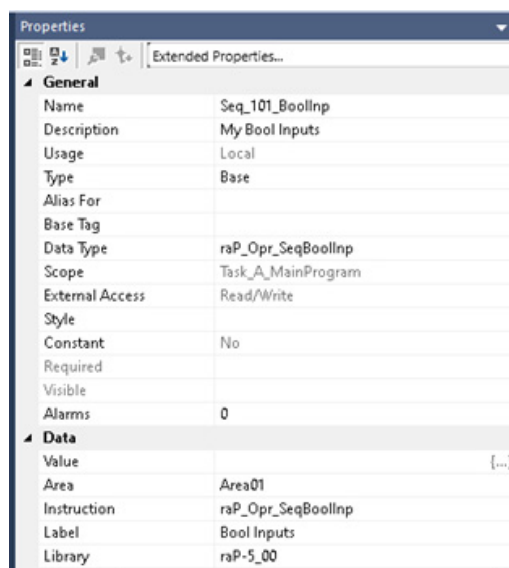 Properties
Extended Properties...
General
Name Seq_101_BoolInp
Description My Bool Inputs
Usage Local
Type Base
Alias For
Base Tag
Data Type raP_Opr_SeqBoolInp
Scope Task_A_MainProgram
External Access Read/Write
Style
Constant No
Required
Visible
Alarms 0
Data
Value {...}
Area Area01
Instruction raP_Opr_SeqBoolInp
Label Bool Inputs
Library raP-5_00